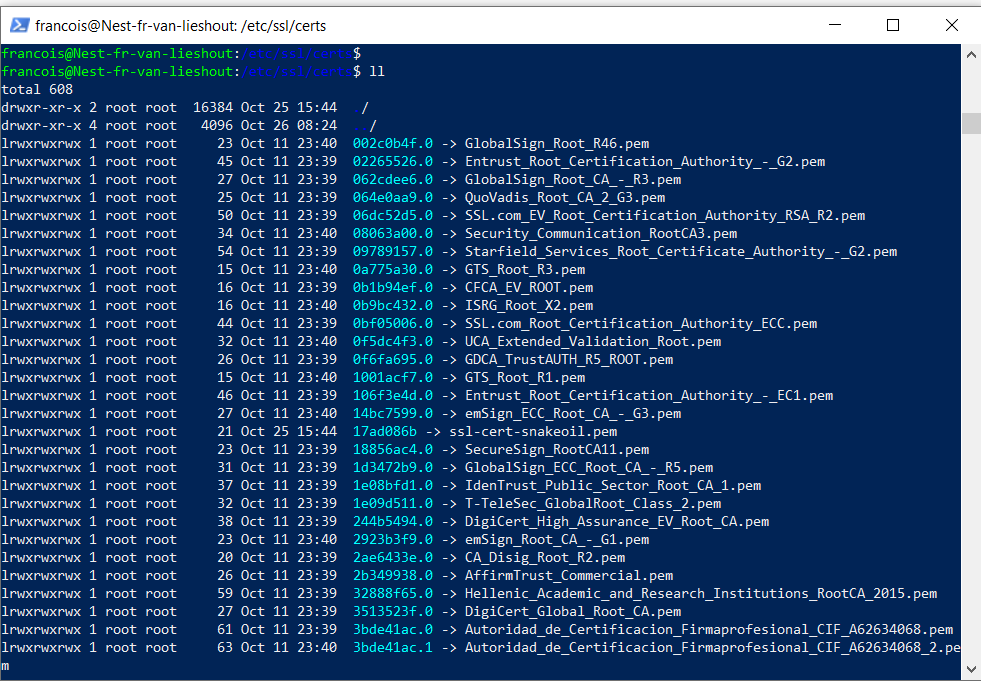 francois@Nest-fr-van-lieshout: /etc/ssl/certs
francois@Nest-fr-van-lieshout:/etc/ssl/certs$
francois@Nest-fr-van-lieshout:/etc/ssl/certs$ ll
total 608
drwxr-xr-x 2 root root  16384 Oct 25 15:44  /
drwxr-xr-x 4 root root   4096 Oct 26 08:24   /
lrwxrwxrwx 1 root root     23 Oct 11 23:40  002c0b4f.0 -> GlobalSign_Root_R46.pem
lrwxrwxrwx 1 root root     45 Oct 11 23:39  02265526.0 -> Entrust_Root_Certification_Authority_-_G2.pem
lrwxrwxrwx 1 root root     27 Oct 11 23:39  062cdee6.0 -> GlobalSign_Root_CA_-_R3.pem
lrwxrwxrwx 1 root root     25 Oct 11 23:39  064e0aa9.0 -> QuoVadis_Root_CA_2_G3.pem
lrwxrwxrwx 1 root root     50 Oct 11 23:39  06dc52d5.0 -> SSL.com_EV_Root_Certification_Authority_RSA_R2.pem
lrwxrwxrwx 1 root root     34 Oct 11 23:40  08063a00.0 -> Security_Communication_RootCA3.pem
lrwxrwxrwx 1 root root     54 Oct 11 23:39  09789157.0 -> Starfield_Services_Root_Certificate_Authority_-_G2.pem
lrwxrwxrwx 1 root root     15 Oct 11 23:40  0a775a30.0 -> GTS_Root_R3.pem
lrwxrwxrwx 1 root root     16 Oct 11 23:39  0b1b94ef.0 -> CFCA_EV_ROOT.pem
lrwxrwxrwx 1 root root     16 Oct 11 23:40  0b9bc432.0 -> ISRG_Root_X2.pem
lrwxrwxrwx 1 root root     44 Oct 11 23:39  0bf05006.0 -> SSL.com_Root_Certification_Authority_ECC.pem
lrwxrwxrwx 1 root root     32 Oct 11 23:40  0f5dc4f3.0 -> UCA_Extended_Validation_Root.pem
lrwxrwxrwx 1 root root     26 Oct 11 23:39  0f6fa695.0 -> GDCA_TrustAUTH_R5_ROOT.pem
lrwxrwxrwx 1 root root     15 Oct 11 23:40  1001acf7.0 -> GTS_Root_R1.pem
lrwxrwxrwx 1 root root     46 Oct 11 23:39  106f3e4d.0 -> Entrust_Root_Certification_Authority_-_EC1.pem
lrwxrwxrwx 1 root root     27 Oct 11 23:40  14bc7599.0 -> emSign_ECC_Root_CA_-_G3.pem
lrwxrwxrwx 1 root root     21 Oct 25 15:44  17ad086b -> ssl-cert-snakeoil.pem
lrwxrwxrwx 1 root root     23 Oct 11 23:39  18856ac4.0 -> SecureSign_RootCA11.pem
lrwxrwxrwx 1 root root     31 Oct 11 23:39  1d3472b9.0 -> GlobalSign_ECC_Root_CA_-_R5.pem
lrwxrwxrwx 1 root root     37 Oct 11 23:39  1e08bfd1.0 -> IdenTrust_Public_Sector_Root_CA_1.pem
lrwxrwxrwx 1 root root     32 Oct 11 23:39  1e09d511.0 -> T-TeleSec_GlobalRoot_Class_2.pem
lrwxrwxrwx 1 root root     38 Oct 11 23:39  244b5494.0 -> DigiCert_High_Assurance_EV_Root_CA.pem
lrwxrwxrwx 1 root root     23 Oct 11 23:40  2923b3f9.0 -> emSign_Root_CA_-_G1.pem
lrwxrwxrwx 1 root root     20 Oct 11 23:39  2ae6433e.0 -> CA_Disig_Root_R2.pem
lrwxrwxrwx 1 root root     26 Oct 11 23:39  2b349938.0 -> AffirmTrust_Commercial.pem
lrwxrwxrwx 1 root root     59 Oct 11 23:39  32888f65.0 -> Hellenic_Academic_and_Research_Institutions_RootCA_2015.pem
lrwxrwxrwx 1 root root     27 Oct 11 23:39  3513523f.0 -> DigiCert_Global_Root_CA.pem
lrwxrwxrwx 1 root root     61 Oct 11 23:39  3bde41ac.0 -> Autoridad_de_Certificacion_Firmaprofesional_CIF_A62634068.pem
lrwxrwxrwx 1 root root     63 Oct 11 23:40  3bde41ac.1 -> Autoridad_de_Certificacion_Firmaprofesional_CIF_A62634068_2.pe
m